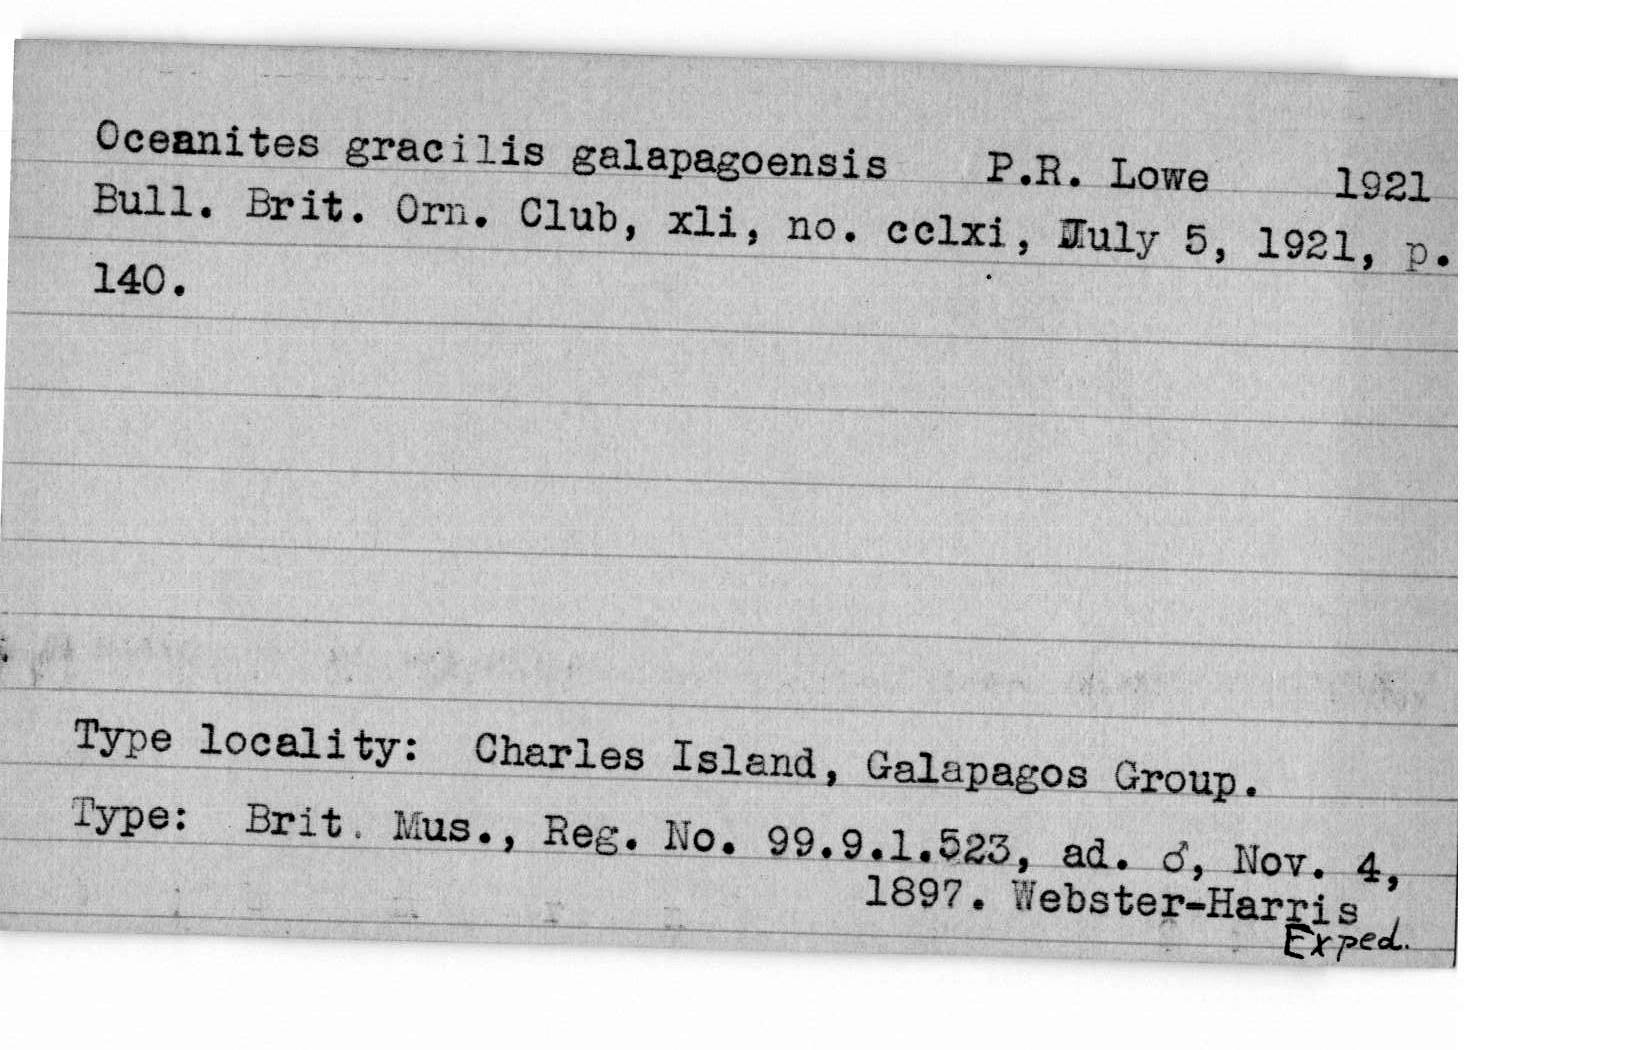 Oceanites gracilis galapagoensis P.R. Lowe 1921
Bull. Brit. Orn. Club, xli, no. cclxi, July 5, 1921, p.
140.
Type locality: Charles Island, Galapagos Group.
Type: Brit. Mus., Reg. No. 99.9.1.523, ad. ♂, Nov. 4,
1897. Webster-Harris
Exped.